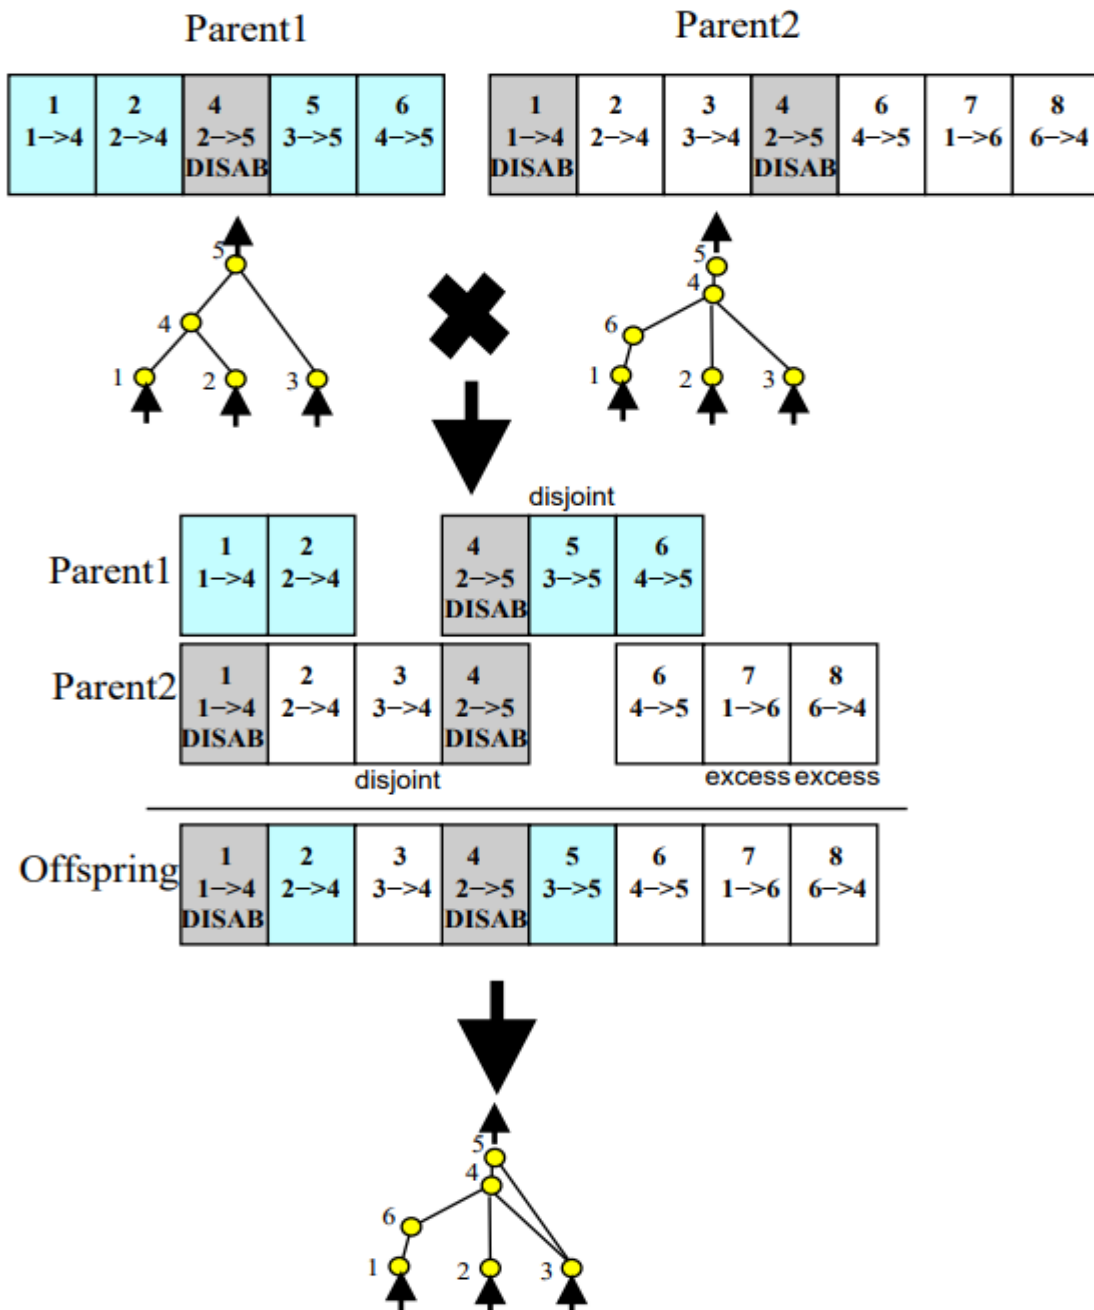 Parent1 Parent2
1 2 4 5 6 1 2 3 4 6 7 8
1->4 2->4 2->5 3->5 4->5 1->4 2->4 3->4 2->5 4->5 1->6 6->4
DISAB DISAB DISAB
5 5
4
4 6
1 2 3 1 2 3
disjoint
Parent1 1 2 4 5 6
1->4 2->4 2->5 3->5 4->5
DISAB
Parent2 1 2 3 4 6 7 8
1->4 2->4 3->4 2->5 4->5 1->6 6->4
DISAB DISAB
disjoint excess excess
Offspring 1 2 3 4 5 6 7 8
1->4 2->4 3->4 2->5 3->5 4->5 1->6 6->4
DISAB DISAB
5
4
6
1 2 3